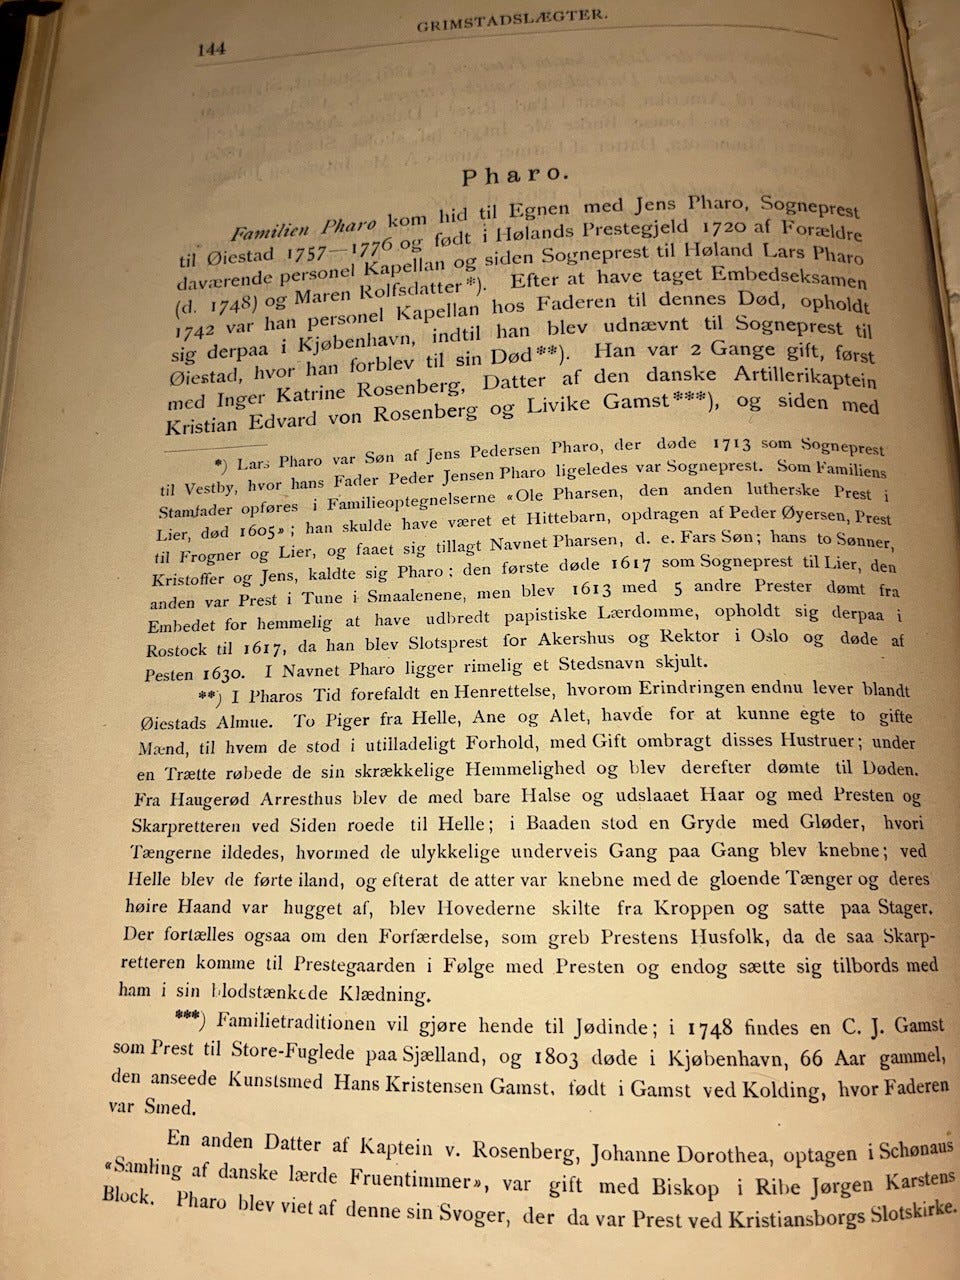 144
GRIMSTADSLÆGTER.
Pharo.
Familien Pharo kom hid til Egnen med Jens Pharo, Sogneprest
til Øiestad 1757—1776 og født i Hølands Prestegjeld 1720 af Forældre
daværende personel Kapellan og siden Sogneprest til Høland Lars Pharo
(d. 1748) og Maren Rolfsdatter*). Efter at have taget Embedseksamen
1742 var han personel Kapellan hos Faderen til dennes Død, opholdt
sig derpaa i Kjøbenhavn, indtil han blev udnævnt til Sogneprest til
Øiestad, hvor han forblev til sin Død**). Han var 2 Gange gift, først
med Inger Katrine Rosenberg, Datter af den danske Artillerikaptein
Kristian Edvard von Rosenberg og Livike Gamst***), og siden med
*) Lars Pharo var Søn af Jens Pedersen Pharo, der døde 1713 som Sogneprest
til Vestby, hvor hans Fader Peder Jensen Pharo ligeledes var Sogneprest. Som Familiens
Stamfader opføres i Familieoptegnelserne «Ole Pharsen, den anden lutherske Prest i
Lier, død 1605»; han skulde have været et Hittebarn, opdragen af Peder Øyersen, Prest
til Frogner og Lier, og faaet sig tillagt Navnet Pharsen, d. e. Fars Søn; hans to Sønner,
Kristoffer og Jens, kaldte sig Pharo; den første døde 1617 som Sogneprest til Lier, den
anden var Prest i Tune i Smaalenene, men blev 1613 med 5 andre Prester dømt fra
Embedet for hemmelig at have udbredt papistiske Lærdomme, opholdt sig derpaa i
Rostock til 1617, da han blev Slotsprest for Akershus og Rektor i Oslo og døde af
Pesten 1630. I Navnet Pharo ligger rimelig et Stedsnavn skjult.
**) I Pharos Tid forefaldt en Henrettelse, hvorom Erindringen endnu lever blandt
Øiestads Almue. To Piger fra Helle, Ane og Alet, havde for at kunne egte to gifte
Mænd, til hvem de stod i utilladeligt Forhold, med Gift ombragt disses Hustruer; under
en Trætte røbede de sin skrækkelige Hemmelighed og blev derefter dømte til Døden.
Fra Haugerød Arresthus blev de med bare Halse og udslaaet Haar og med Presten og
Skarpretteren ved Siden roede til Helle; i Baaden stod en Gryde med Gløder, hvori
Tængerne ildedes, hvormed de ulykkelige underveis Gang paa Gang blev knebne; ved
Helle blev de førte iland, og efterat de atter var knebne med de gloende Tænger og deres
høire Haand var hugget af, blev Hovederne skilte fra Kroppen og satte paa Stager.
Der fortælles ogsaa om den Forfærdelse, som greb Prestens Husfolk, da de saa Skarp-
retteren komme til Prestegaarden i Følge med Presten og endog sætte sig tilbords med
ham i sin blodstænkede Klædning.
***) Familietraditionen vil gjøre hende til Jødinde; i 1748 findes en C. J. Gamst
som Prest til Store-Fuglede paa Sjælland, og 1803 døde i Kjøbenhavn, 66 Aar gammel,
den anseede Kunstsmed Hans Kristensen Gamst, født i Gamst ved Kolding, hvor Faderen
var Smed.
En anden Datter af Kaptein v. Rosenberg, Johanne Dorothea, optagen i Schønaus
«Samling af danske lærde Fruentimmer», var gift med Biskop i Ribe Jørgen Karstens
Block. Pharo blev viet af denne sin Svoger, der da var Prest ved Kristiansborgs Slotskirke.